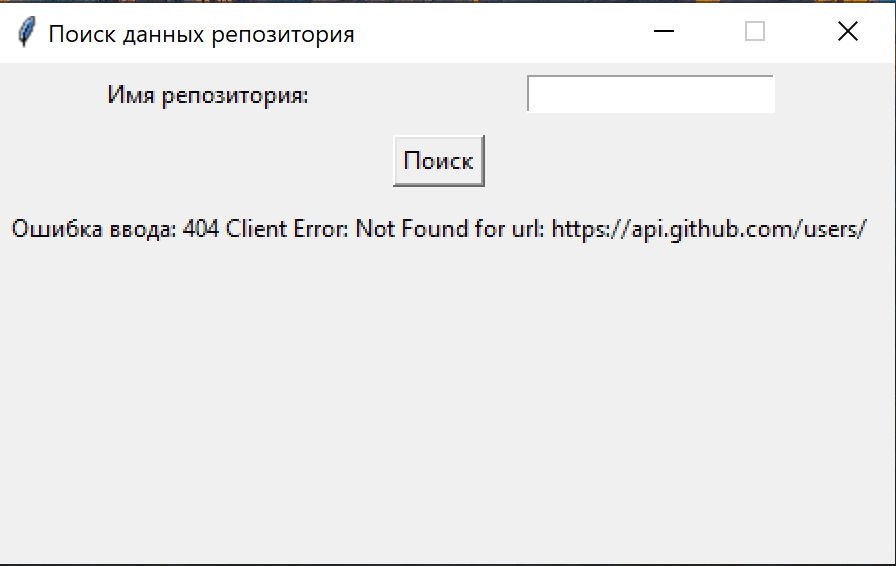 Поиск данных репозитория
Имя репозитория:
Поиск
Ошибка ввода: 404 Client Error: Not Found for url: https://api.github.com/users/